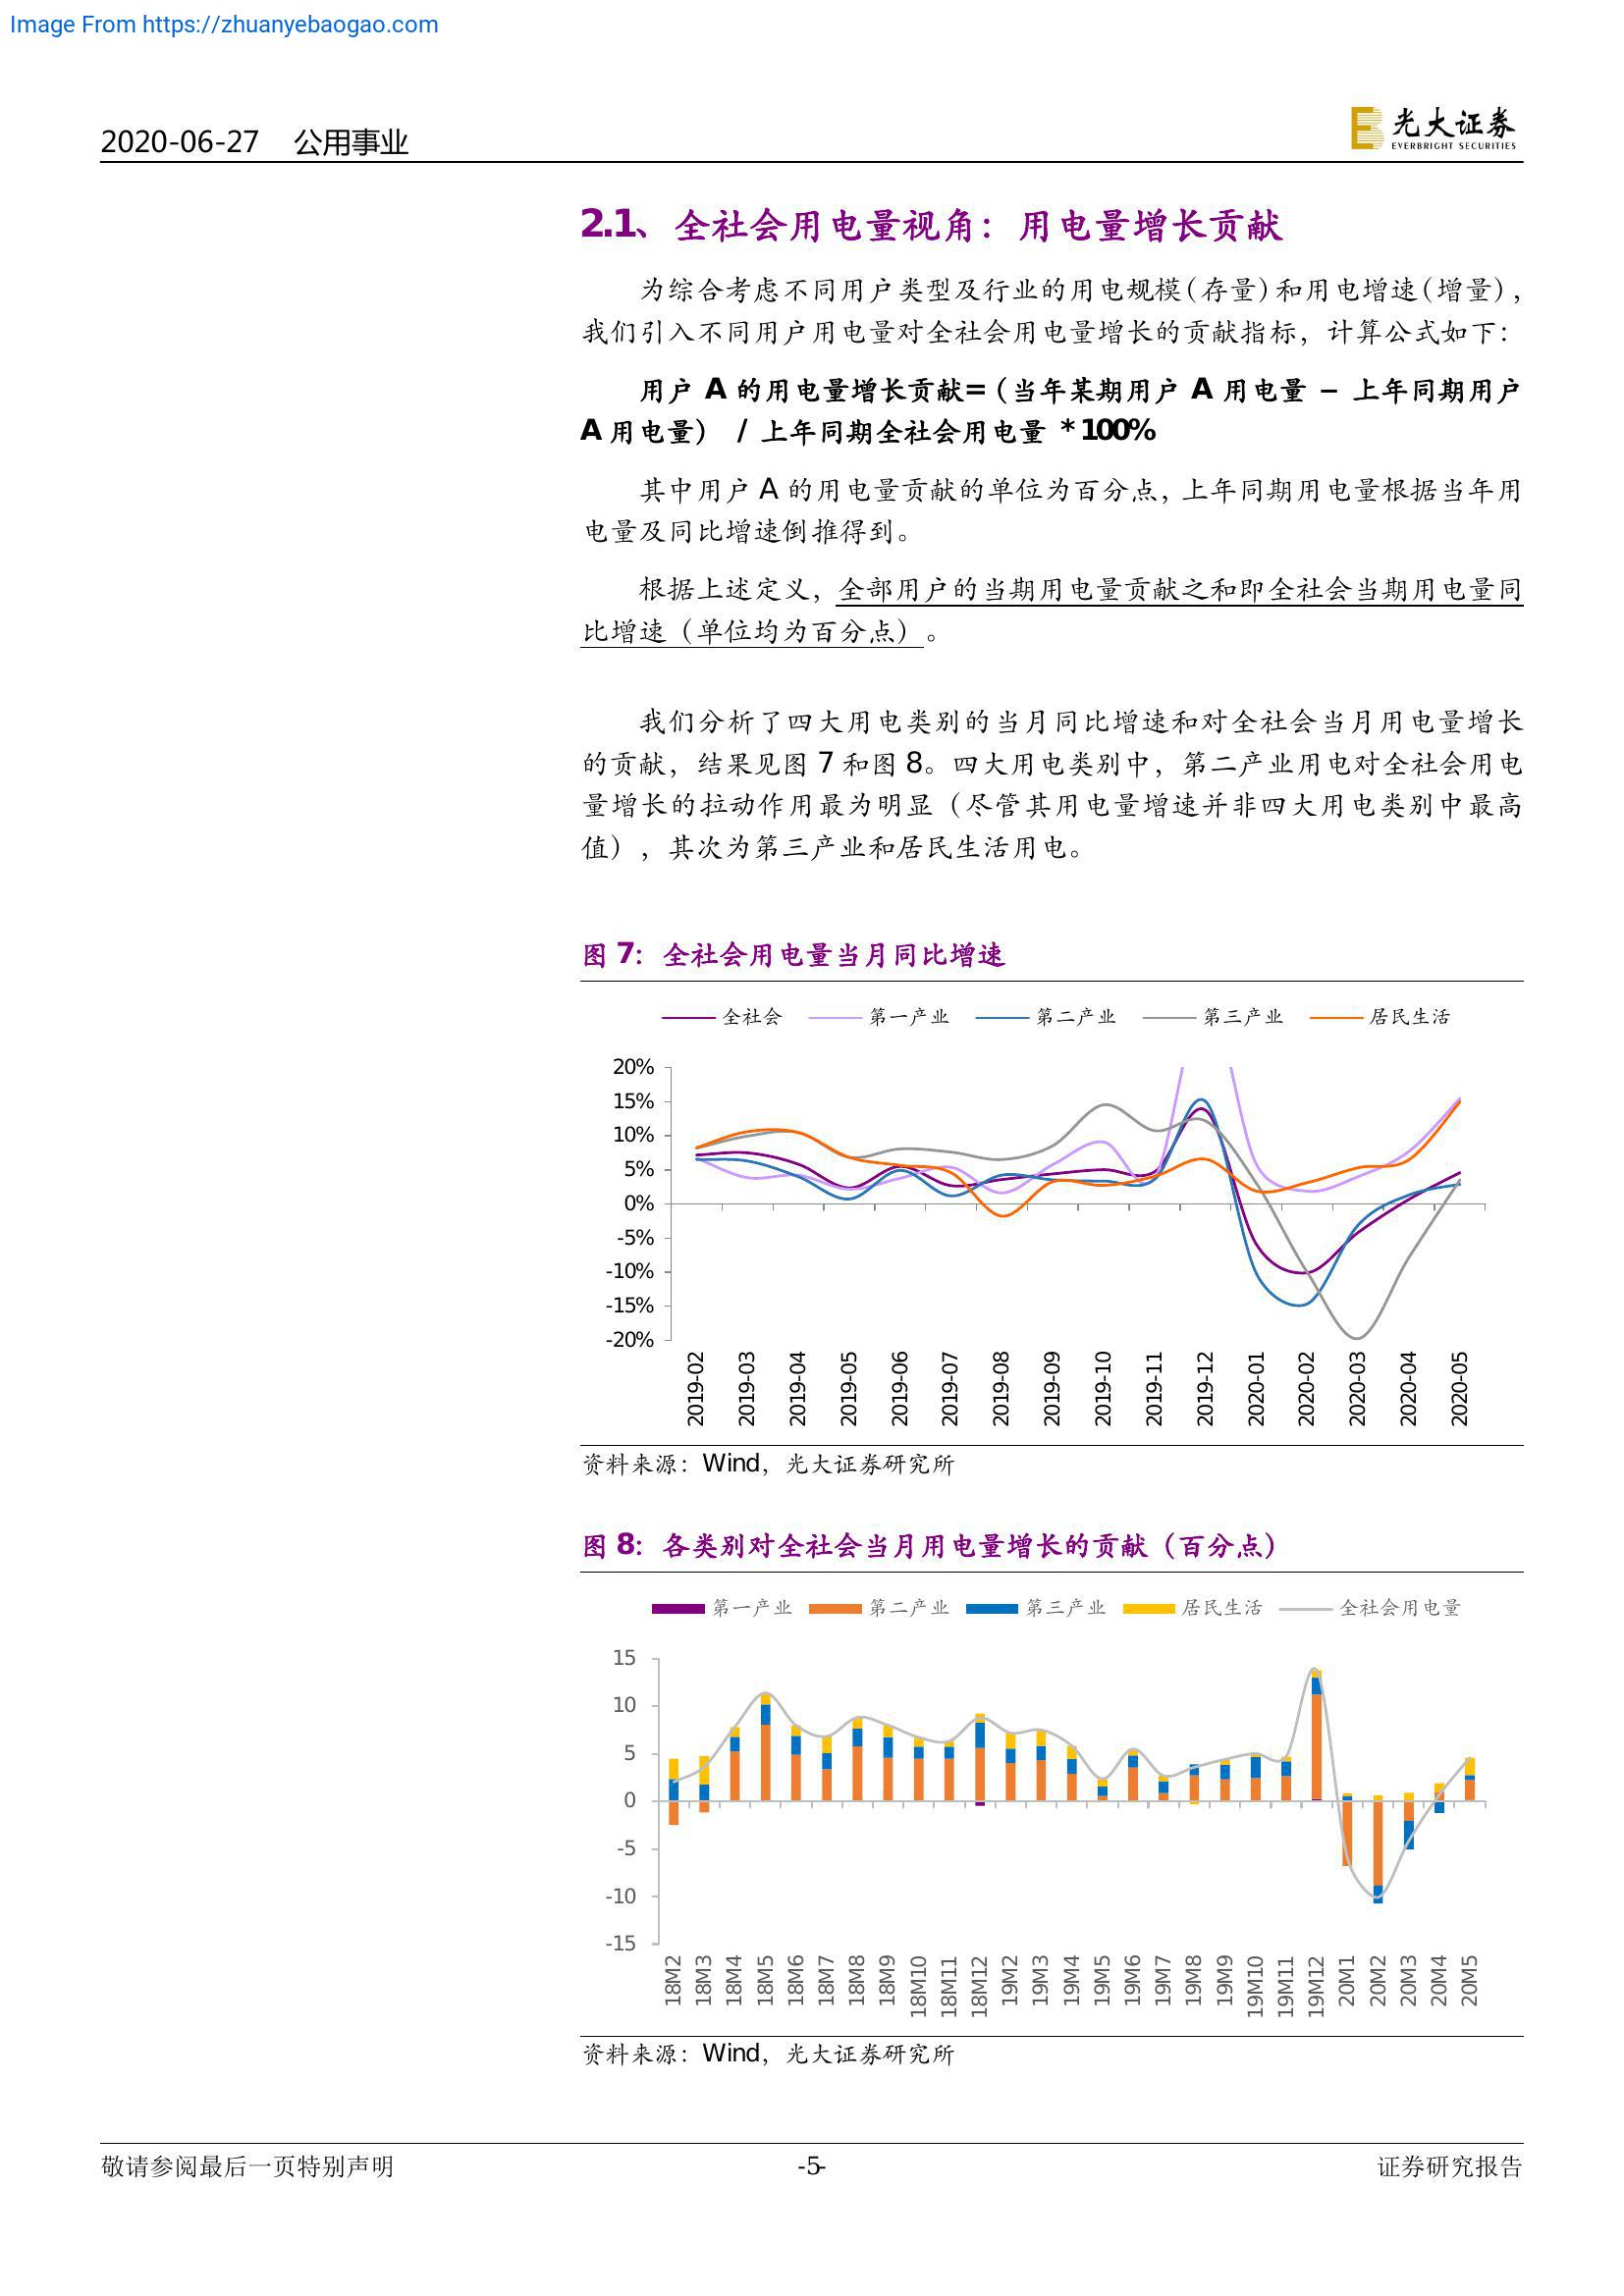 Image From https://zhuanyebaogao.com
2020-06-27 公用事业
光大证券
EVERBRIGHT SECURITIES
2.1、全社会用电量视角：用电量增长贡献
为综合考虑不同用户类型及行业的用电规模（存量）和用电增速（增量），
我们引入不同用户用电量对全社会用电量增长的贡献指标，计算公式如下：
用户 A 的用电量增长贡献=（当年某期用户 A 用电量 – 上年同期用户
A 用电量） / 上年同期全社会用电量 *100%
其中用户 A 的用电量贡献的单位为百分点，上年同期用电量根据当年用
电量及同比增速倒推得到。
根据上述定义，全部用户的当期用电量贡献之和即全社会当期用电量同
比增速（单位均为百分点）。
我们分析了四大用电类别的当月同比增速和对全社会当月用电量增长
的贡献，结果见图 7 和图 8。四大用电类别中，第二产业用电对全社会用电
量增长的拉动作用最为明显（尽管其用电量增速并非四大用电类别中最高
值），其次为第三产业和居民生活用电。
图 7：全社会用电量当月同比增速
全社会 第一产业 第二产业 第三产业 居民生活
20%
15%
10%
5%
0%
-5%
-10%
-15%
-20%
2019-02 2019-03 2019-04 2019-05 2019-06 2019-07 2019-08 2019-09 2019-10 2019-11 2019-12 2020-01 2020-02 2020-03 2020-04 2020-05
资料来源：Wind，光大证券研究所
图 8：各类别对全社会当月用电量增长的贡献（百分点）
第一产业 第二产业 第三产业 居民生活 全社会用电量
15
10
5
0
-5
-10
-15
18M2 18M3 18M4 18M5 18M6 18M7 18M8 18M9 18M10 18M11 18M12 19M2 19M3 19M4 19M5 19M6 19M7 19M8 19M9 19M10 19M11 19M12 20M1 20M2 20M3 20M4 20M5
资料来源：Wind，光大证券研究所
敬请参阅最后一页特别声明 -5- 证券研究报告